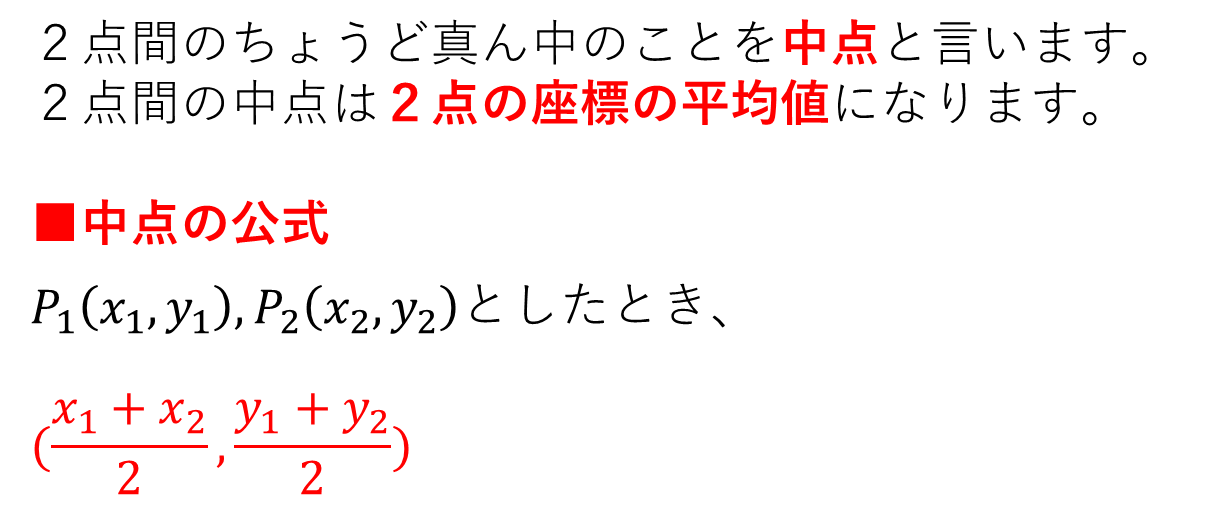 ２点間のちょうど真ん中のことを中点と言います。
２点間の中点は２点の座標の平均値になります。
■中点の公式
P₁(x₁, y₁), P₂(x₂, y₂)としたとき、
(\frac{x₁ + x₂}{2}, \frac{y₁ + y₂}{2})